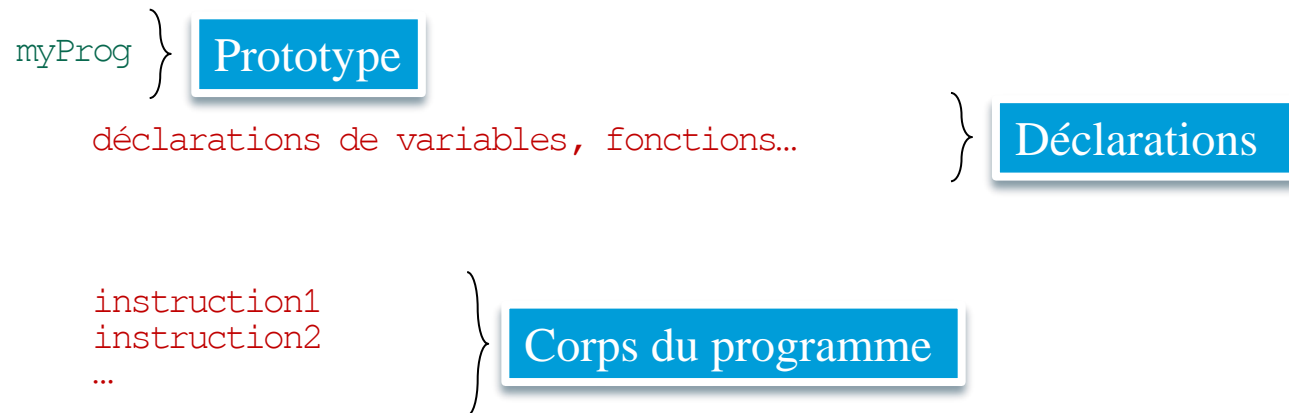 myProg
Prototype
déclarations de variables, fonctions…
Déclarations
instruction1
instruction2
…
Corps du programme